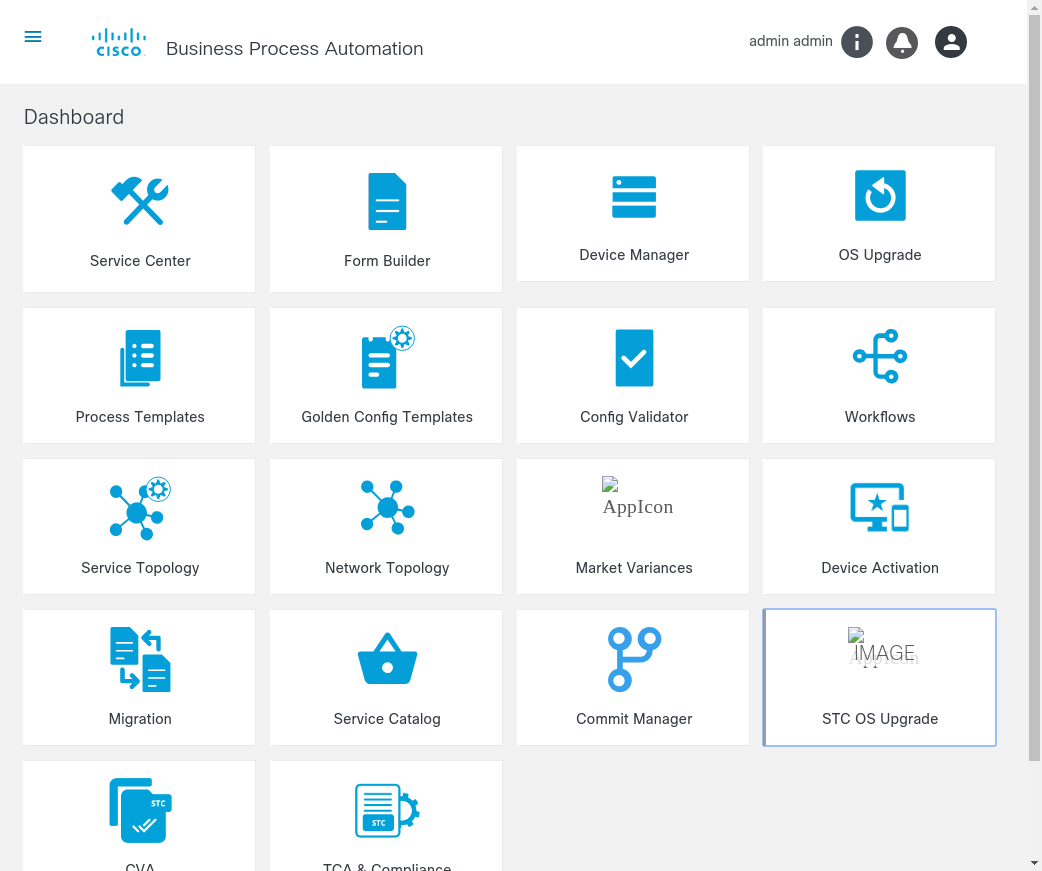 CISCO
Business Process Automation
admin admin
Dashboard
Service Center
Form Builder
Device Manager
OS Upgrade
Process Templates
Golden Config Templates
Config Validator
Workflows
Service Topology
Network Topology
AppIcon
Market Variances
Device Activation
Migration
Service Catalog
Commit Manager
IMAGE
AppIcon
STC OS Upgrade
STC
CVA
STC
TCA & Compliance